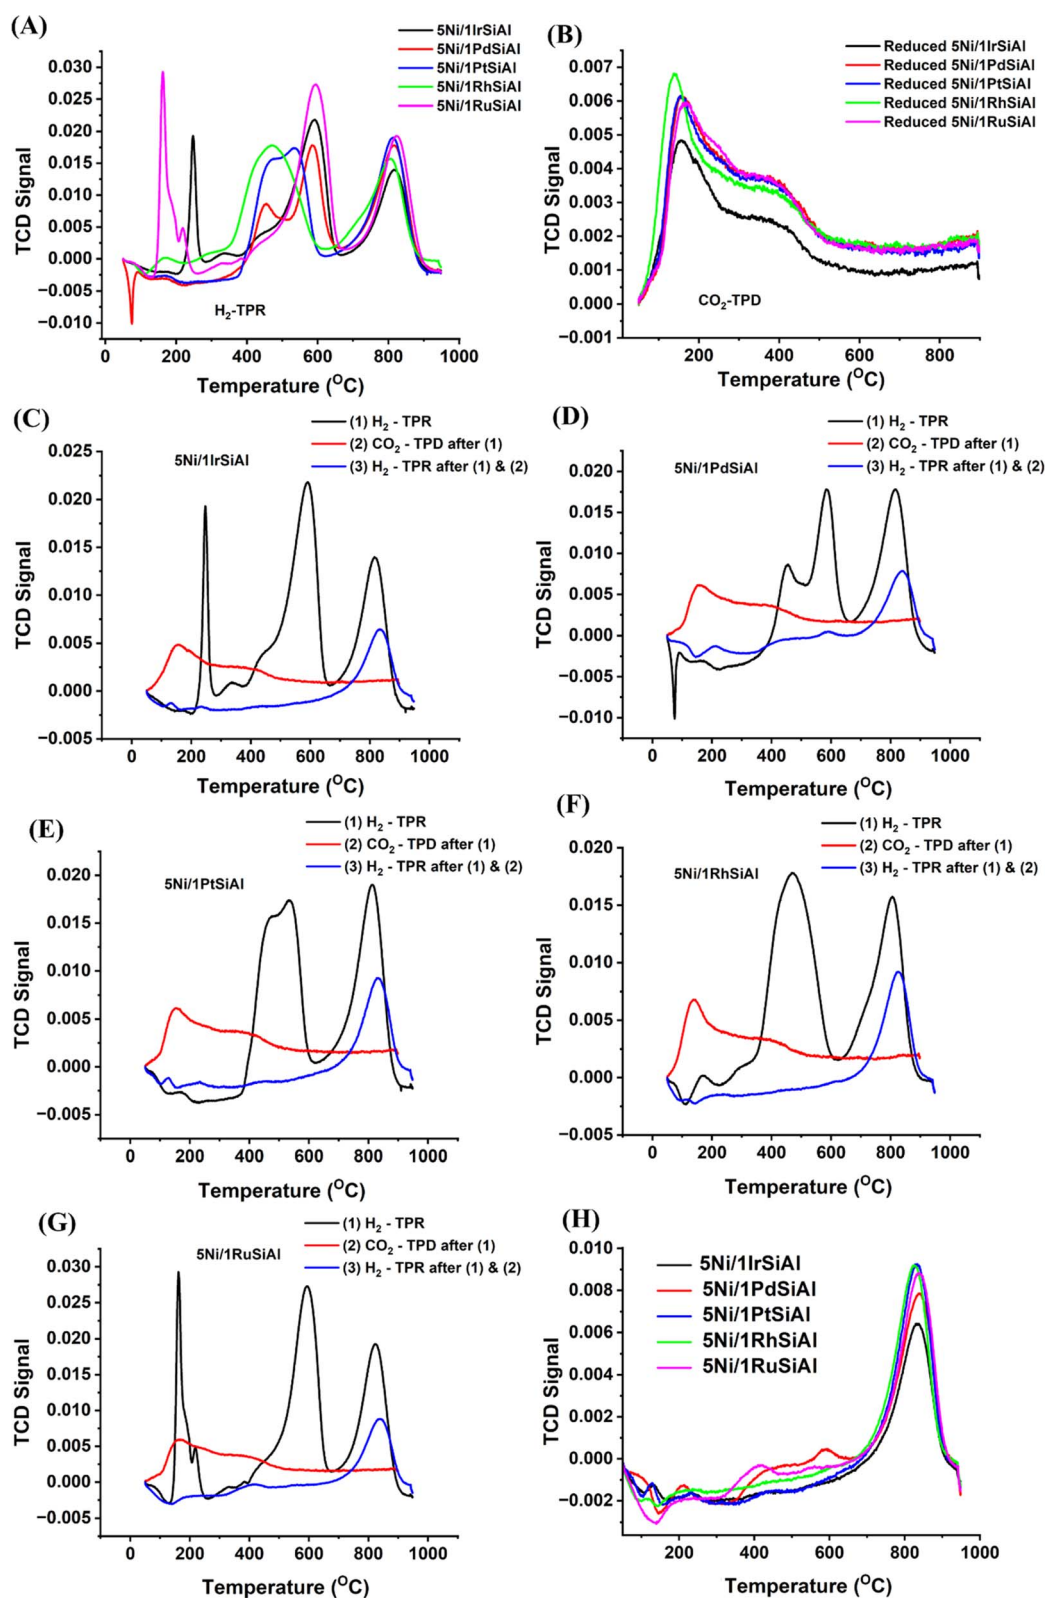 (A)
5Ni/1IrSiAl
5Ni/1PdSiAl
5Ni/1PtSiAl
5Ni/1RhSiAl
5Ni/1RuSiAl
0.030
0.025
0.020
0.015
0.010
0.005
0.000
−0.005
−0.010
TCD Signal
H₂-TPR
0 200 400 600 800 1000
Temperature (ᴼC)
(B)
Reduced 5Ni/1IrSiAl
Reduced 5Ni/1PdSiAl
Reduced 5Ni/1PtSiAl
Reduced 5Ni/1RhSiAl
Reduced 5Ni/1RuSiAl
0.007
0.006
0.005
0.004
0.003
0.002
0.001
0.000
−0.001
TCD Signal
CO₂-TPD
200 400 600 800
Temperature (ᴼC)
(C)
(1) H₂ - TPR
(2) CO₂ - TPD after (1)
(3) H₂ - TPR after (1) & (2)
5Ni/1IrSiAl
0.025
0.020
0.015
0.010
0.005
0.000
−0.005
TCD Signal
0 200 400 600 800 1000
Temperature (ᴼC)
(D)
(1) H₂ - TPR
(2) CO₂ - TPD after (1)
(3) H₂ - TPR after (1) & (2)
5Ni/1PdSiAl
0.020
0.015
0.010
0.005
0.000
−0.005
−0.010
TCD Signal
0 200 400 600 800 1000
Temperature (ᴼC)
(E)
(1) H₂ - TPR
(2) CO₂ - TPD after (1)
(3) H₂ - TPR after (1) & (2)
5Ni/1PtSiAl
0.020
0.015
0.010
0.005
0.000
−0.005
TCD Signal
0 200 400 600 800 1000
Temperature (ᴼC)
(F)
(1) H₂ - TPR
(2) CO₂ - TPD after (1)
(3) H₂ - TPR after (1) & (2)
5Ni/1RhSiAl
0.020
0.015
0.010
0.005
0.000
−0.005
TCD Signal
0 200 400 600 800 1000
Temperature (ᴼC)
(G)
(1) H₂ - TPR
(2) CO₂ - TPD after (1)
(3) H₂ - TPR after (1) & (2)
5Ni/1RuSiAl
0.030
0.025
0.020
0.015
0.010
0.005
0.000
−0.005
TCD Signal
0 200 400 600 800 1000
Temperature (ᴼC)
(H)
5Ni/1IrSiAl
5Ni/1PdSiAl
5Ni/1PtSiAl
5Ni/1RhSiAl
5Ni/1RuSiAl
0.010
0.008
0.006
0.004
0.002
−0.000
−0.002
TCD Signal
200 400 600 800 1000
Temperature (ᴼC)